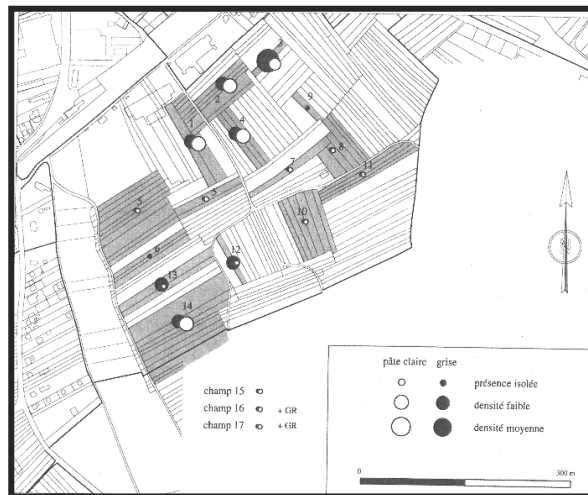 3
2
9
1
4
8
7
11
5
5
10
6
12
13
14
pâte claire grise
présence isolée
densité faible
densité moyenne
champ 15
champ 16 + GR
champ 17 + GR
0 300 m